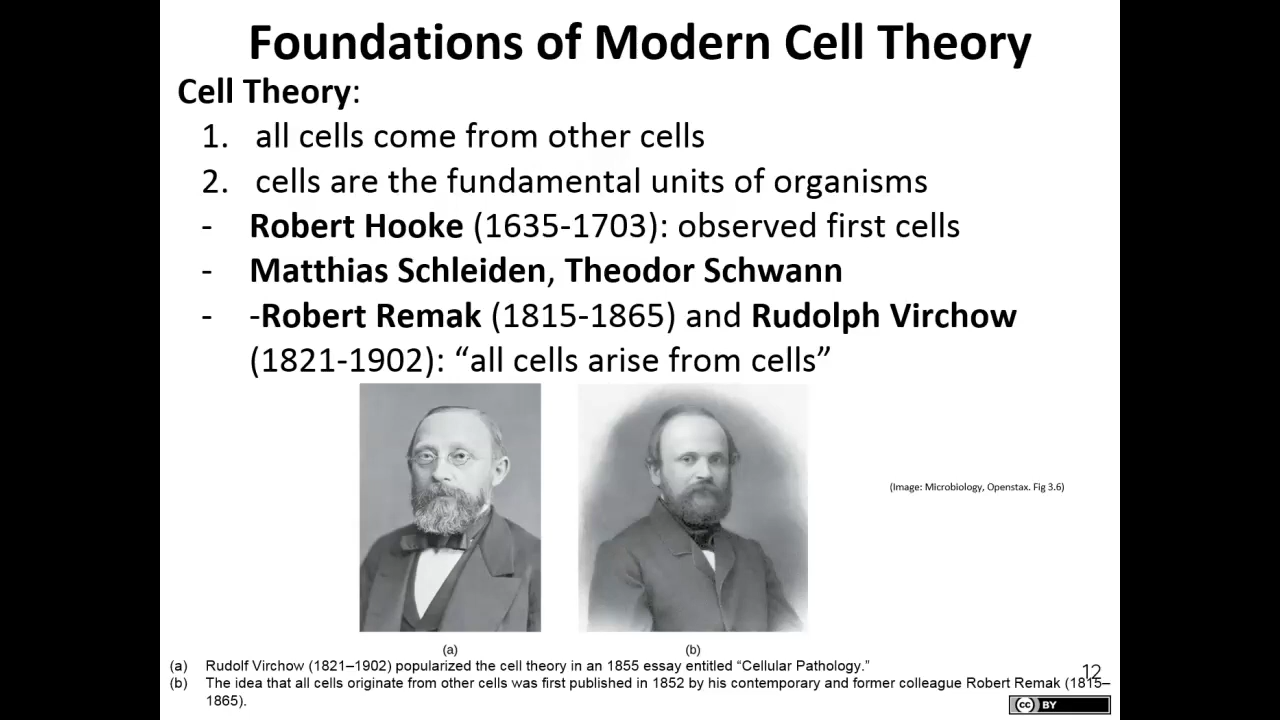 Foundations of Modern Cell Theory
Cell Theory:
1. all cells come from other cells
2. cells are the fundamental units of organisms
- Robert Hooke (1635-1703): observed first cells
- Matthias Schleiden, Theodor Schwann
- -Robert Remak (1815-1865) and Rudolph Virchow
(1821-1902): “all cells arise from cells”
(Image: Microbiology, Openstax. Fig 3.6)
(a) (b)
(a) Rudolf Virchow (1821–1902) popularized the cell theory in an 1855 essay entitled “Cellular Pathology.”
12
(b) The idea that all cells originate from other cells was first published in 1852 by his contemporary and former colleague Robert Remak (1815–
1865).
cc BY